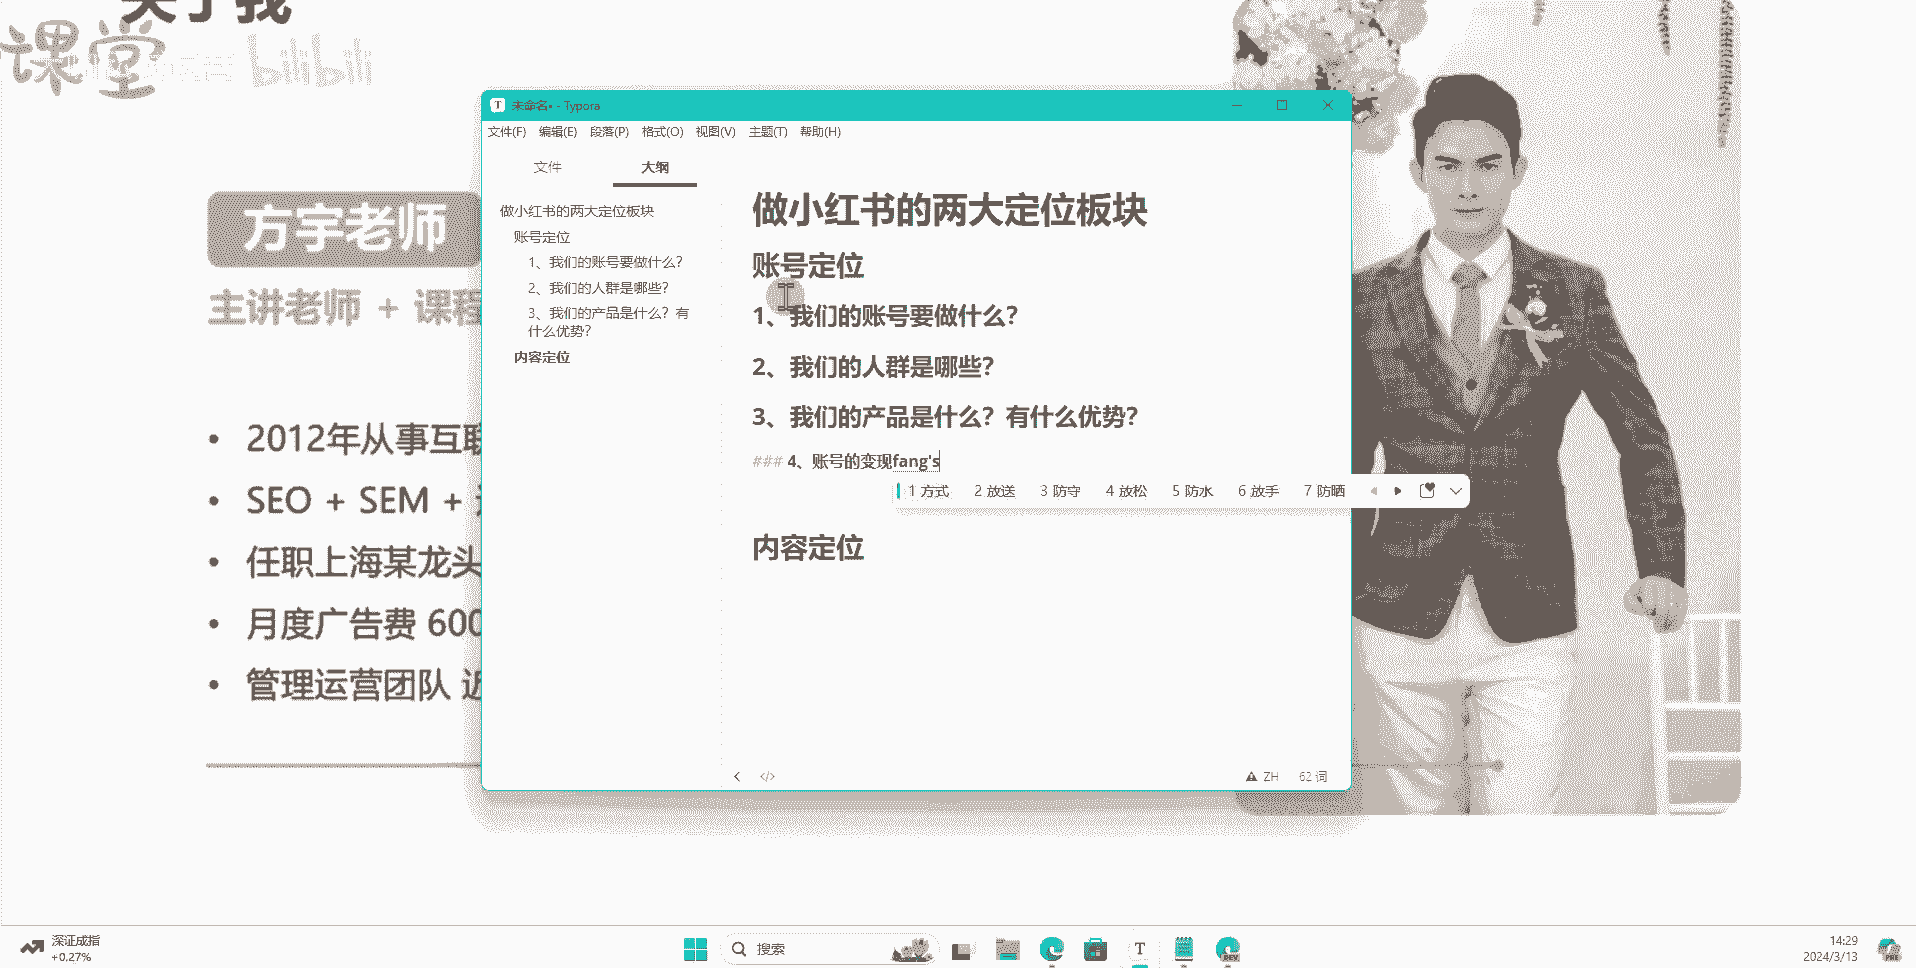 关于我
课堂 bilibili
方宇老师
主讲老师 + 课程
• 2012年从事互联
• SEO + SEM +
• 任职上海某龙头
• 月度广告费 600
• 管理运营团队 近
未命名• - Typora
文件(F) 编辑(E) 段落(P) 格式(O) 视图(V) 主题(T) 帮助(H)
文件 大纲
做小红书的两大定位板块
账号定位
1、我们的账号要做什么？
2、我们的人群是哪些？
3、我们的产品是什么？有
什么优势？
内容定位
做小红书的两大定位板块
账号定位
1、我们的账号要做什么？
2、我们的人群是哪些？
3、我们的产品是什么？有什么优势？
### 4、账号的变现fang's
1 方式 2 放送 3 防守 4 放松 5 防水 6 放手 7 防晒
内容定位
</> ZH 62 词
深证成指
+0.27%
搜索
T
DEV
14:29
2024/3/13
PRE